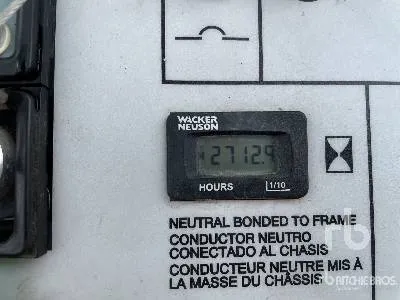 WACKER
NEUSON
2712.9
HOURS 1/10
NEUTRAL BONDED TO FRAME
CONDUCTOR NEUTRO
CONECTADO AL CHASIS
CONDUCTEUR NEUTRE MIS À
LA MASSE DU CHÂSSIS
rb
RITCHIE BROS.